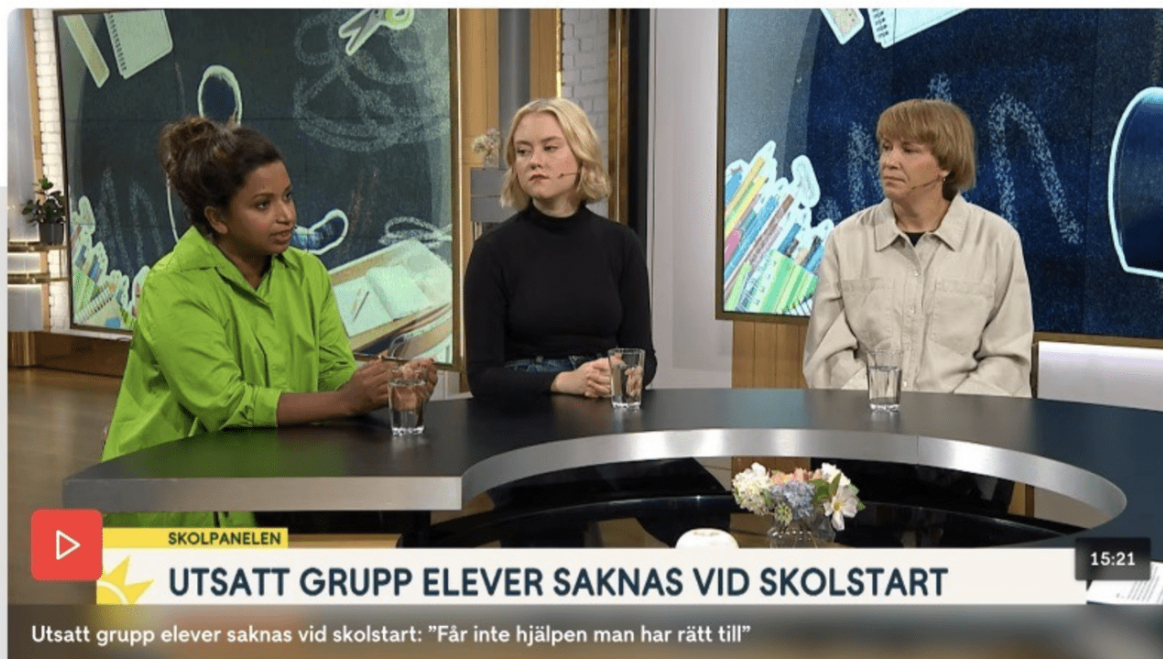 SKOLPANELEN
15:21
UTSATT GRUPP ELEVER SAKNAS VID SKOLSTART
Utsatt grupp elever saknas vid skolstart: ”Får inte hjälpen man har rätt till”